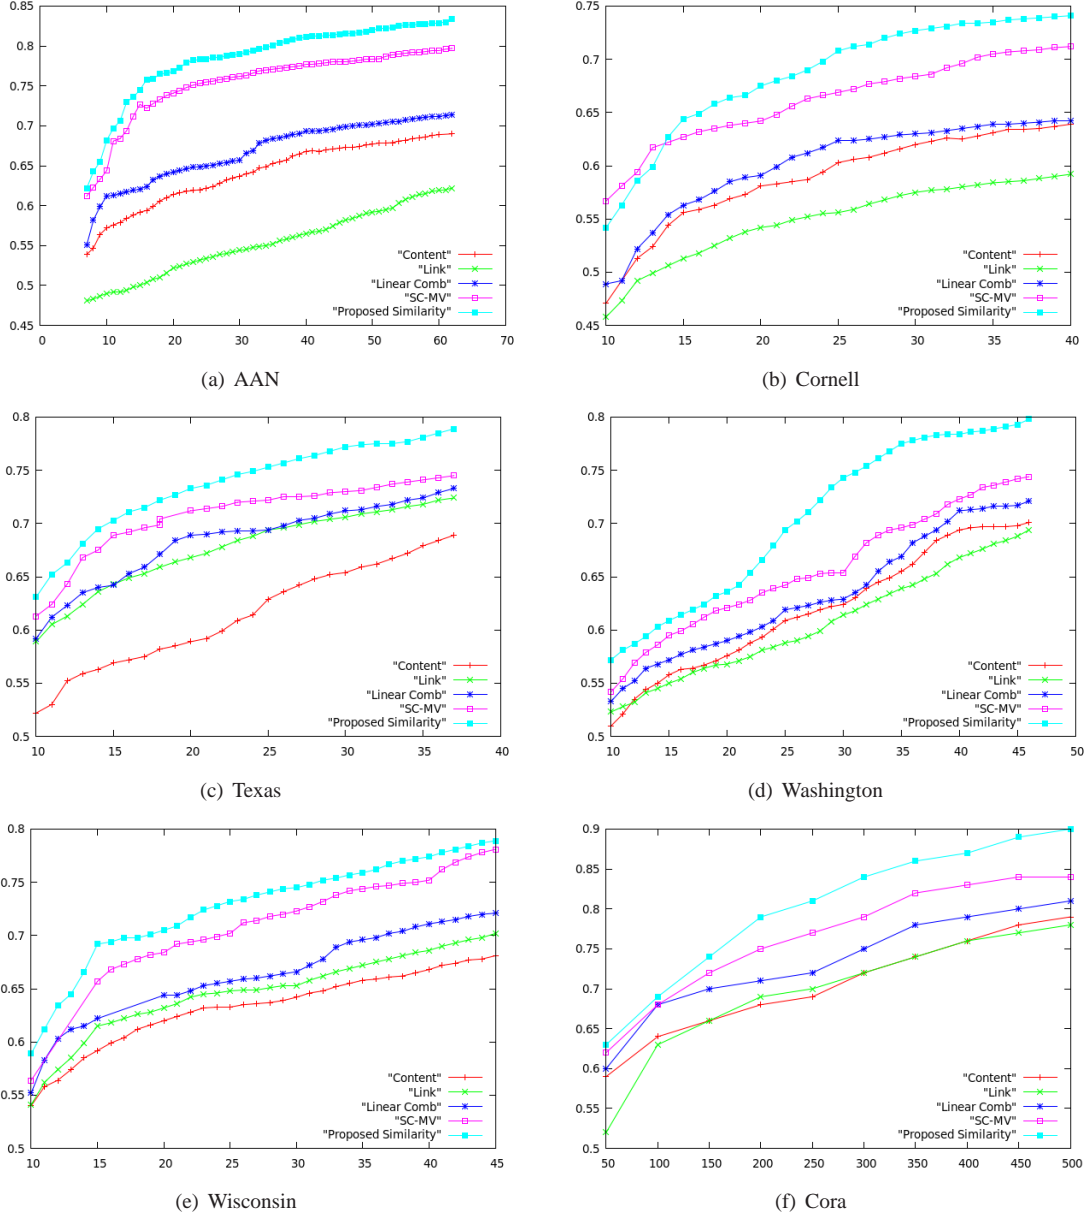 0.85
0.8
0.75
0.7
0.65
0.6
0.55
0.5
0.45
0 10 20 30 40 50 60 70
"Content"
"Link"
"Linear Comb"
"SC-MV"
"Proposed Similarity"
(a) AAN
0.75
0.7
0.65
0.6
0.55
0.5
0.45
10 15 20 25 30 35 40
"Content"
"Link"
"Linear Comb"
"SC-MV"
"Proposed Similarity"
(b) Cornell
0.8
0.75
0.7
0.65
0.6
0.55
0.5
10 15 20 25 30 35 40
"Content"
"Link"
"Linear Comb"
"SC-MV"
"Proposed Similarity"
(c) Texas
0.8
0.75
0.7
0.65
0.6
0.55
0.5
10 15 20 25 30 35 40 45 50
"Content"
"Link"
"Linear Comb"
"SC-MV"
"Proposed Similarity"
(d) Washington
0.8
0.75
0.7
0.65
0.6
0.55
0.5
10 15 20 25 30 35 40 45
"Content"
"Link"
"Linear Comb"
"SC-MV"
"Proposed Similarity"
(e) Wisconsin
0.9
0.85
0.8
0.75
0.7
0.65
0.6
0.55
0.5
50 100 150 200 250 300 350 400 450 500
"Content"
"Link"
"Linear Comb"
"SC-MV"
"Proposed Similarity"
(f) Cora